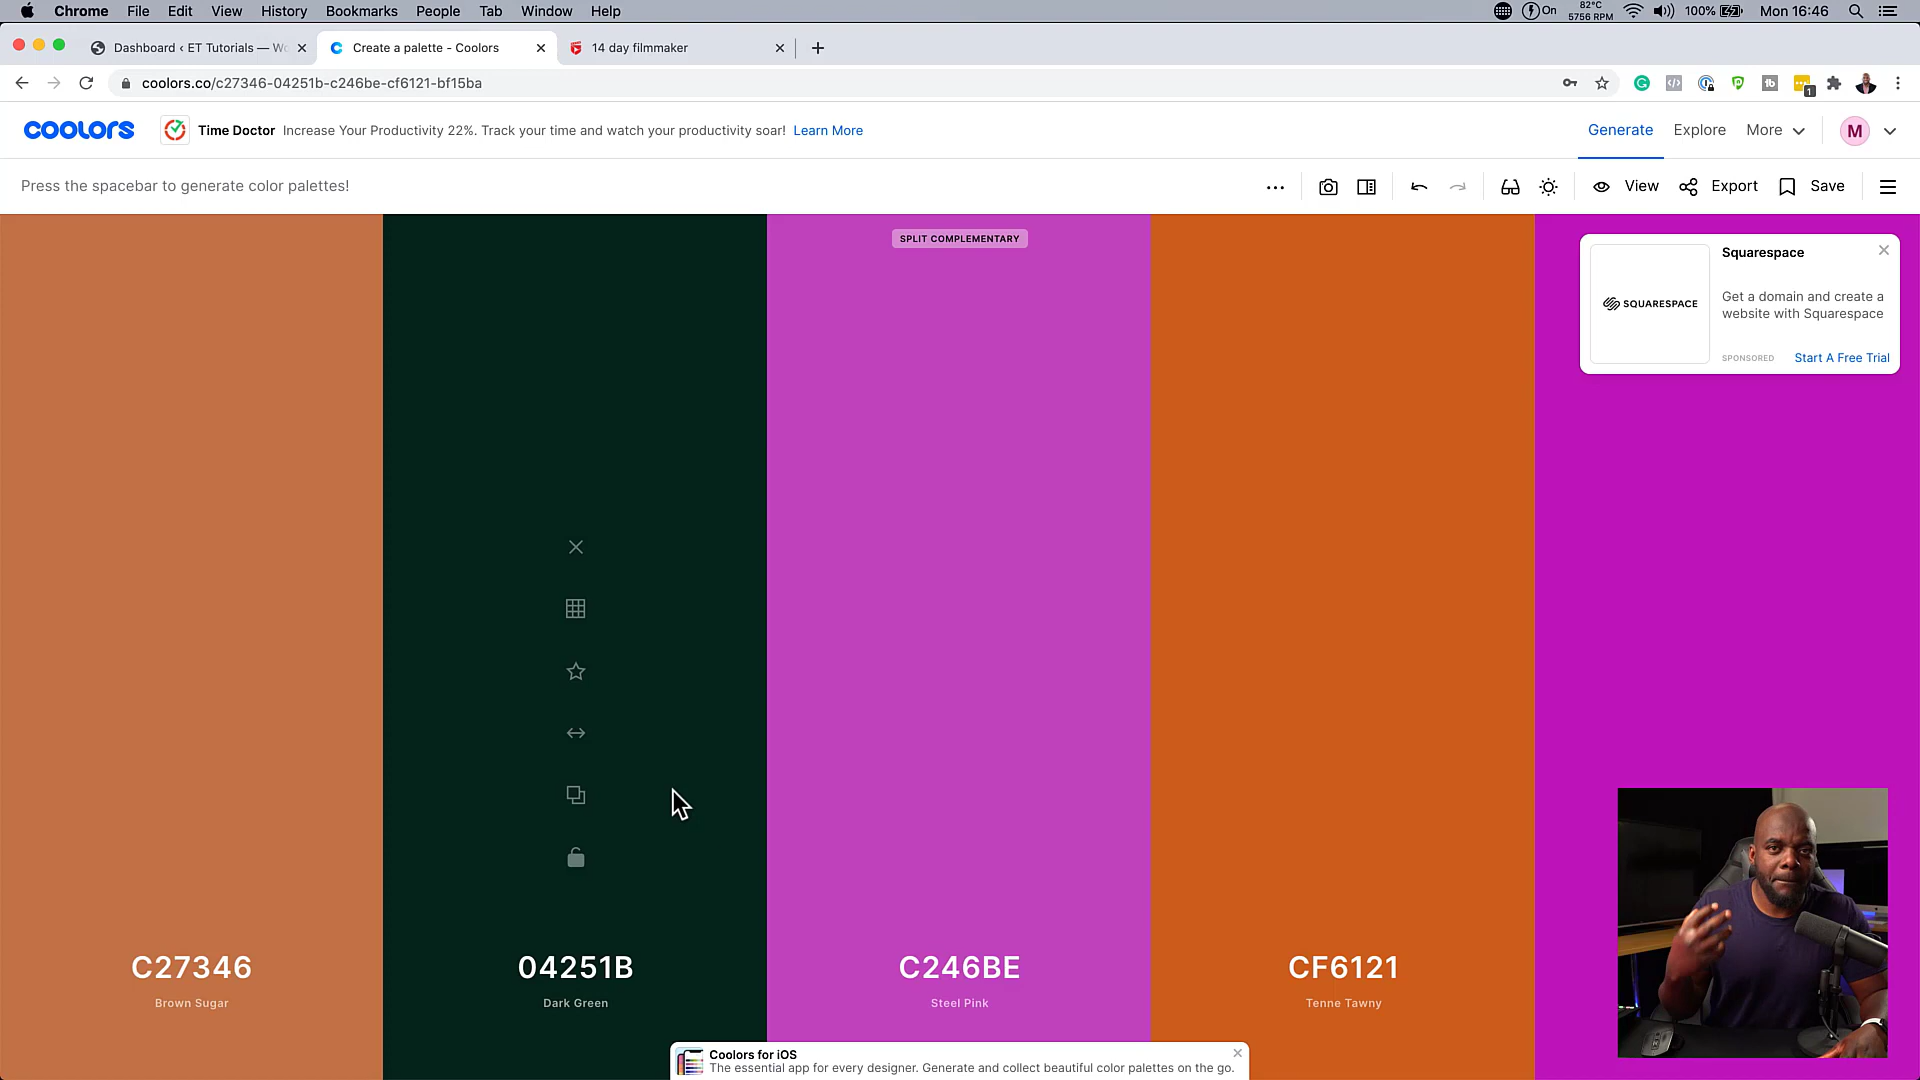 Chrome File Edit View History Bookmarks People Tab Window Help
On 82°C 5756 RPM 100% Mon 16:46
Dashboard ‹ ET Tutorials — Wo
Create a palette - Coolors
14 day filmmaker
coolors.co/c27346-04251b-c246be-cf6121-bf15ba
1
coolors
Time Doctor Increase Your Productivity 22%. Track your time and watch your productivity soar! Learn More
Generate Explore More M
Press the spacebar to generate color palettes!
View Export Save
SPLIT COMPLEMENTARY
Squarespace
SQUARESPACE
Get a domain and create a
website with Squarespace
SPONSORED Start A Free Trial
C27346 04251B C246BE CF6121
Brown Sugar Dark Green Steel Pink Tenne Tawny
Coolors for iOS
The essential app for every designer. Generate and collect beautiful color palettes on the go.